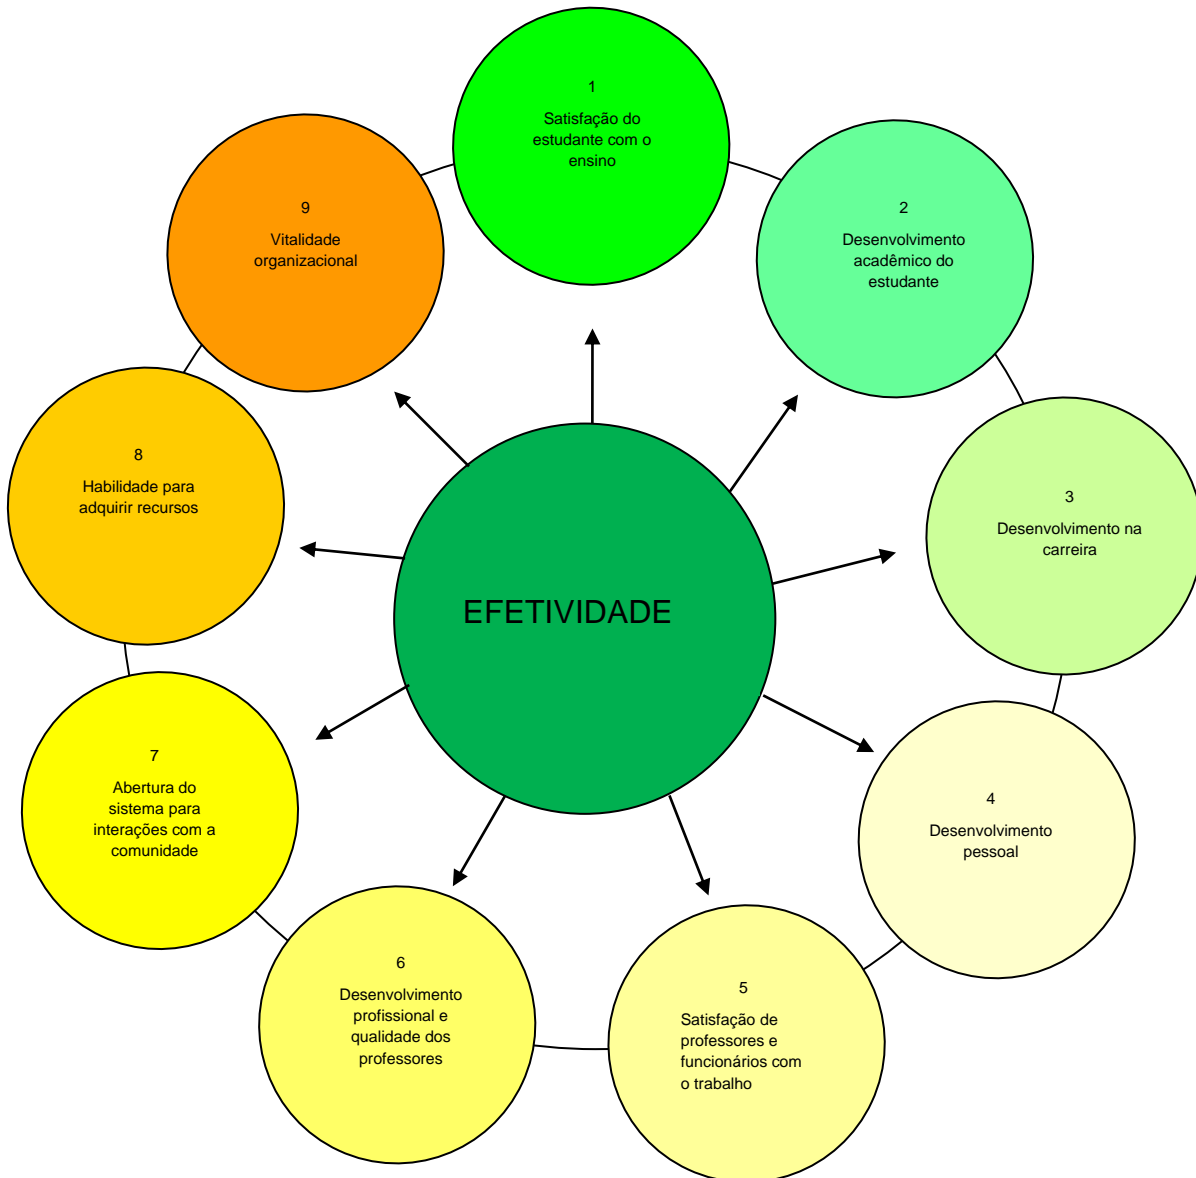 1
Satisfação do
estudante com o
ensino
2
Desenvolvimento
acadêmico do
estudante
3
Desenvolvimento na
carreira
4
Desenvolvimento
pessoal
5
Satisfação de
professores e
funcionários com
o trabalho
6
Desenvolvimento
profissional e
qualidade dos
professores
7
Abertura do
sistema para
interações com a
comunidade
8
Habilidade para
adquirir recursos
9
Vitalidade
organizacional
EFETIVIDADE